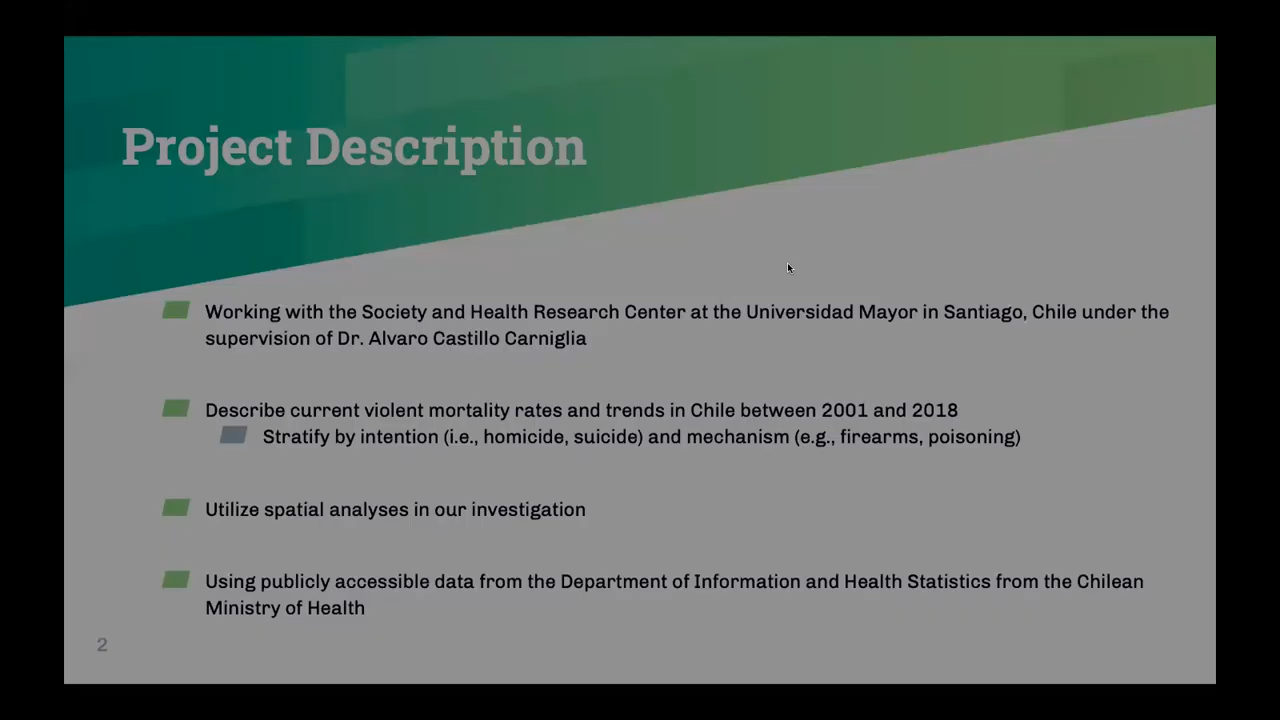 Project Description
Working with the Society and Health Research Center at the Universidad Mayor in Santiago, Chile under the
supervision of Dr. Alvaro Castillo Carniglia
Describe current violent mortality rates and trends in Chile between 2001 and 2018
Stratify by intention (i.e., homicide, suicide) and mechanism (e.g., firearms, poisoning)
Utilize spatial analyses in our investigation
Using publicly accessible data from the Department of Information and Health Statistics from the Chilean
Ministry of Health
2